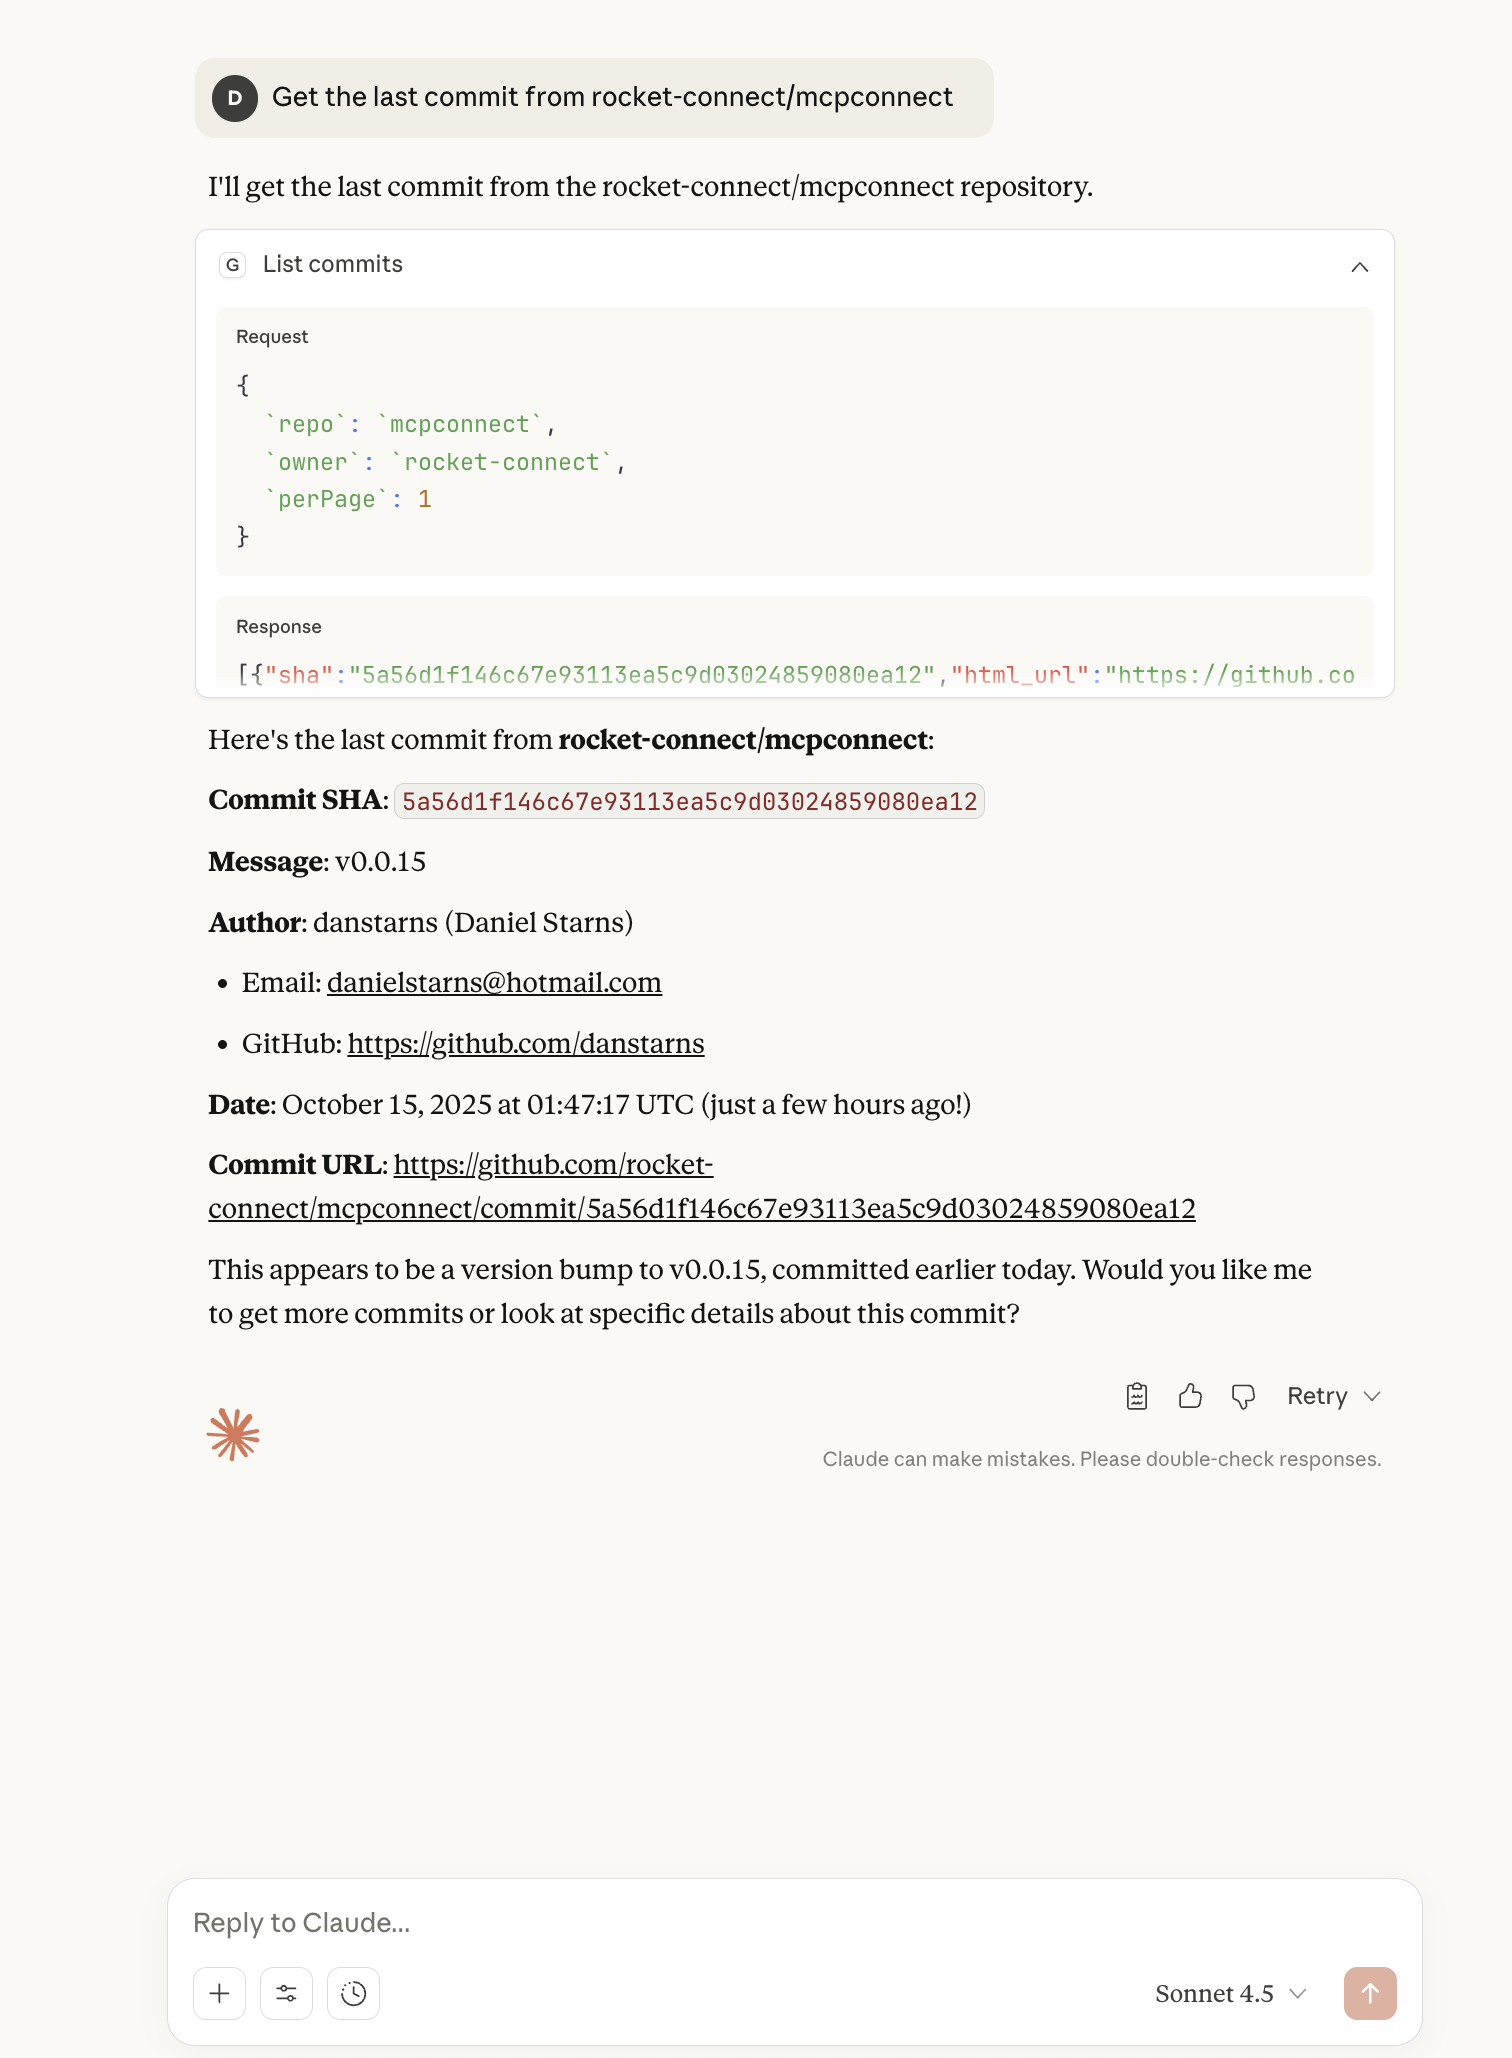 D Get the last commit from rocket-connect/mcpconnect
I'll get the last commit from the rocket-connect/mcpconnect repository.
G List commits
Request
{
`repo`: `mcpconnect`,
`owner`: `rocket-connect`,
`perPage`: 1
}
Response
[{"sha":"5a56d1f146c67e93113ea5c9d03024859080ea12","html_url":"https://github.co
Here's the last commit from rocket-connect/mcpconnect:
Commit SHA: 5a56d1f146c67e93113ea5c9d03024859080ea12
Message: v0.0.15
Author: danstarns (Daniel Starns)
• Email: danielstarns@hotmail.com
• GitHub: https://github.com/danstarns
Date: October 15, 2025 at 01:47:17 UTC (just a few hours ago!)
Commit URL: https://github.com/rocket-
connect/mcpconnect/commit/5a56d1f146c67e93113ea5c9d03024859080ea12
This appears to be a version bump to v0.0.15, committed earlier today. Would you like me
to get more commits or look at specific details about this commit?
Retry
Claude can make mistakes. Please double-check responses.
Reply to Claude...
Sonnet 4.5